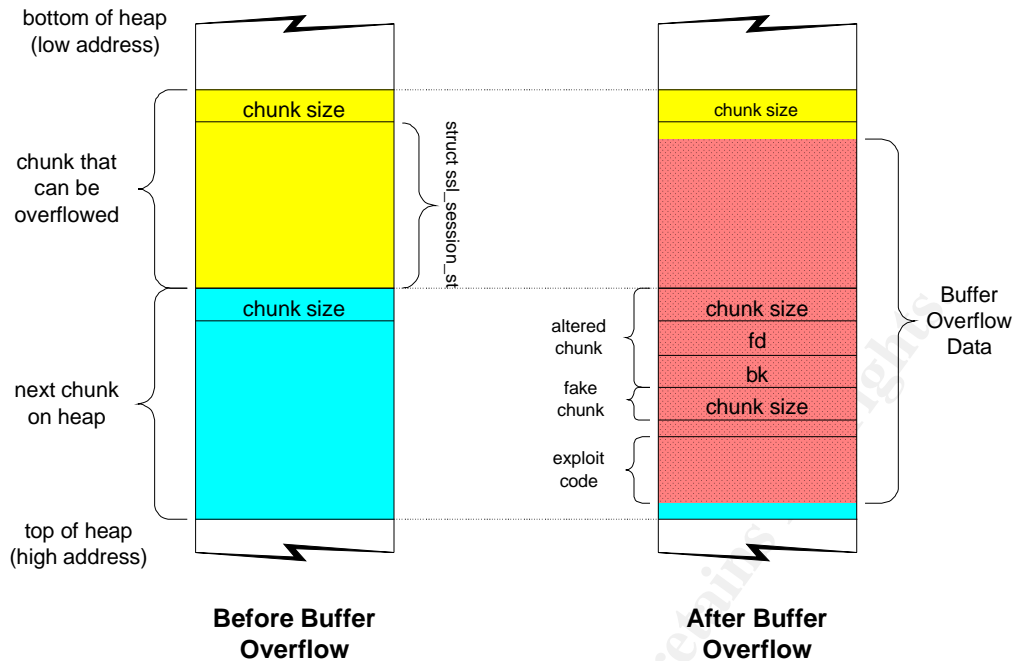 bottom of heap
(low address)
chunk size
chunk size
chunk that
can be
overflowed
struct ssl_session_st
chunk size
chunk size
altered
chunk
fd
bk
Buffer
Overflow
Data
next chunk
on heap
fake
chunk
chunk size
exploit
code
top of heap
(high address)
Before Buffer
Overflow
After Buffer
Overflow
retains
rights